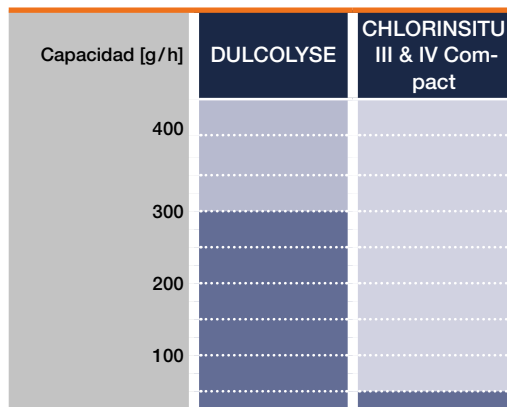 Capacidad [g/h]
DULCOLYSE
CHLORINSITU
III & IV Com-
pact
400
300
200
100